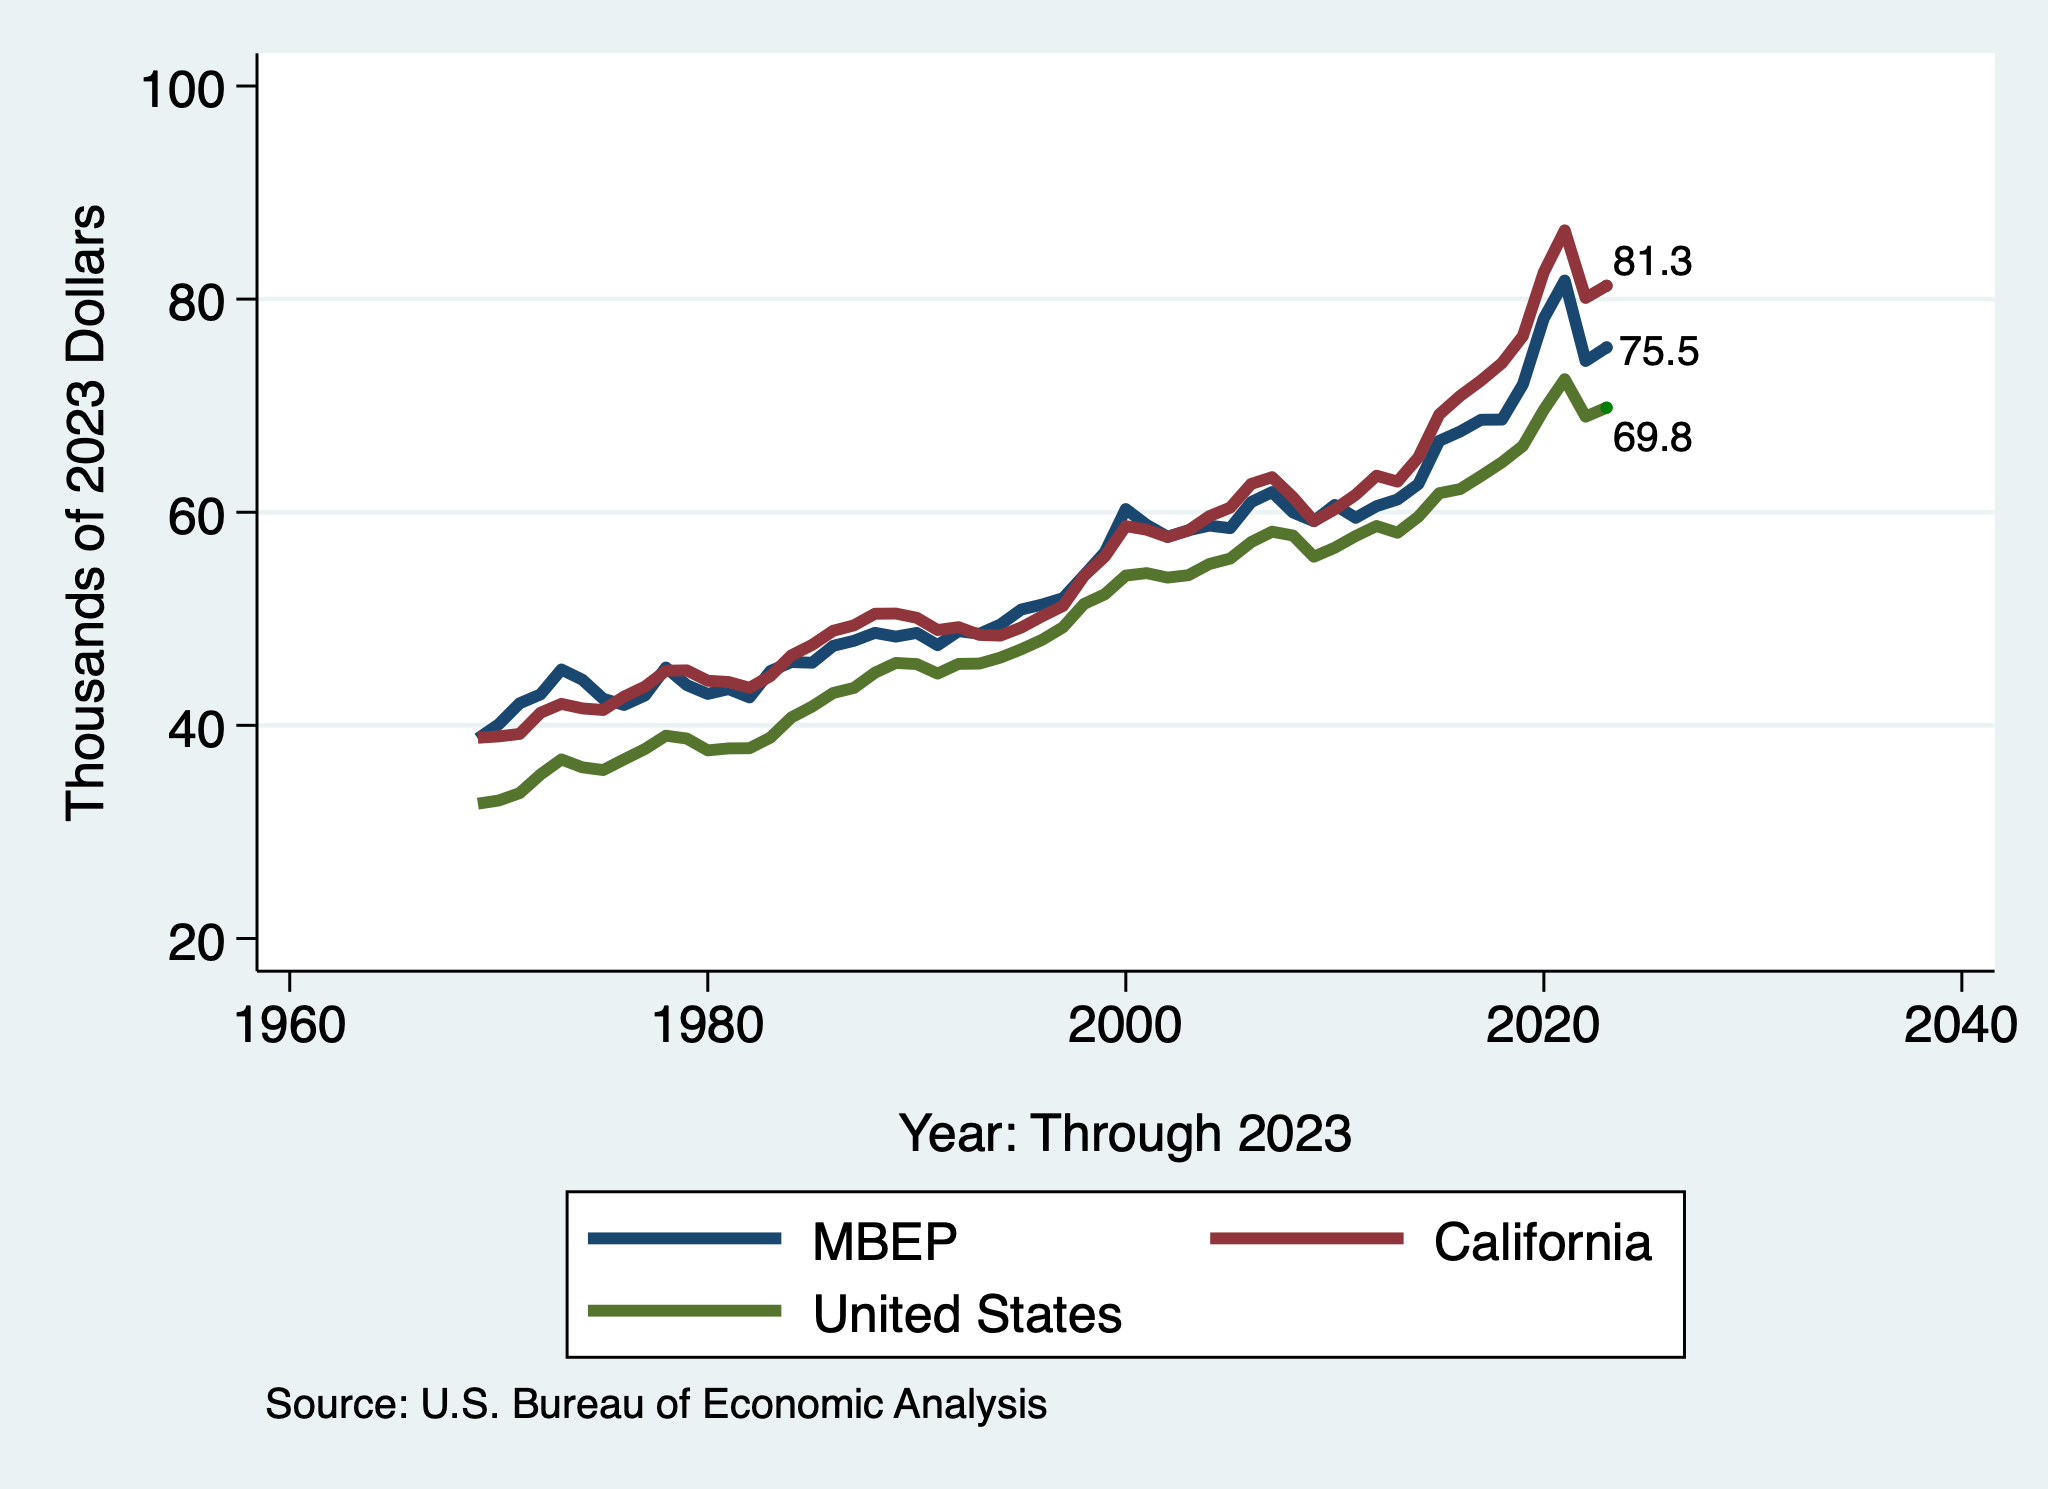 Thousands of 2023 Dollars
100
80
60
40
20
81.3
75.5
69.8
1960 1980 2000 2020 2040
Year: Through 2023
MBEP California
United States
Source: U.S. Bureau of Economic Analysis